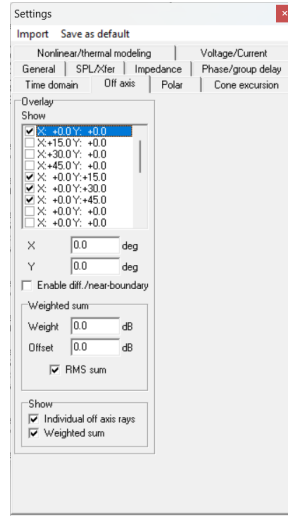 Settings
Import Save as default
Nonlinear/thermal modeling Voltage/Current
General SPL/Xfer Impedance Phase/group delay
Time domain Off axis Polar Cone excursion
Overlay
Show
X: +0.0 Y: +0.0
X:+15.0 Y: +0.0
X:+30.0 Y: +0.0
X:+45.0 Y: +0.0
X: +0.0 Y:+15.0
X: +0.0 Y:+30.0
X: +0.0 Y:+45.0
X: +0.0 Y: +0.0
X: +0.0 Y: +0.0
X 0.0 deg
Y 0.0 deg
Enable diff./near-boundary
Weighted sum
Weight 0.0 dB
Offset 0.0 dB
RMS sum
Show
Individual off axis rays
Weighted sum